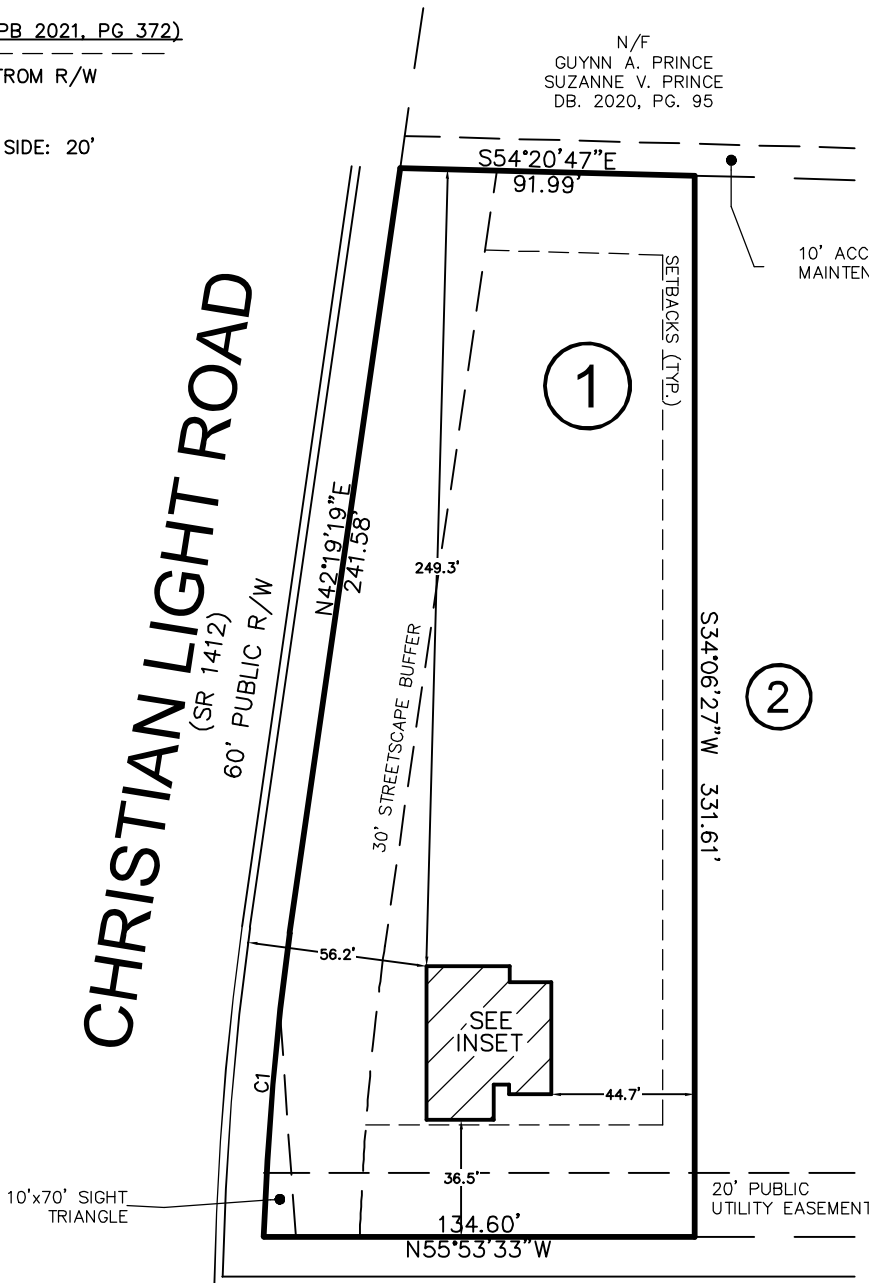 PB 2021, PG 372)
FROM R/W
SIDE: 20'
N/F
GUYNN A. PRINCE
SUZANNE V. PRINCE
DB. 2020, PG. 95
S54°20'47"E
91.99'
10' ACC
MAINTEN
SETBACKS (TYP.)
1
CHRISTIAN LIGHT ROAD
(SR 1412)
60' PUBLIC R/W
N42°19'19"E
241.58'
249.3'
30' STREETSCAPE BUFFER
S34°06'27"W 331.61'
2
56.2'
SEE
INSET
44.7'
C1
36.5'
10'x70' SIGHT
TRIANGLE
20' PUBLIC
UTILITY EASEMENT
134.60'
N55°53'33"W